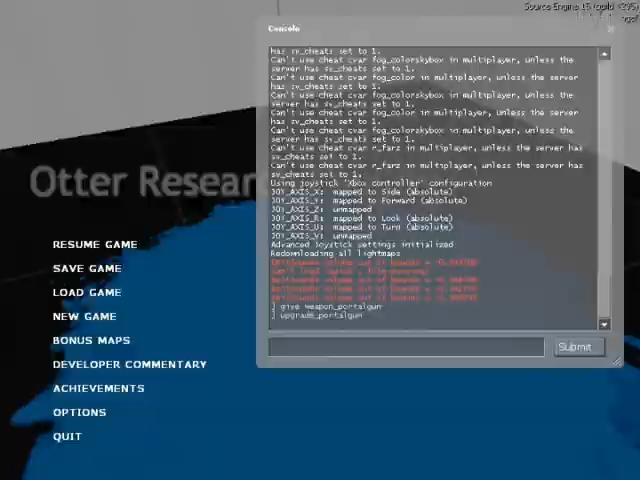 Source Engine 15 (build 4295)
Console
has sv_cheats set to 1.
Can't use cheat cvar fog_colorskybox in multiplayer, unless the
server has sv_cheats set to 1.
Can't use cheat cvar fog_color in multiplayer, unless the server
has sv_cheats set to 1.
Can't use cheat cvar fog_colorskybox in multiplayer, unless the
server has sv_cheats set to 1.
Can't use cheat cvar fog_color in multiplayer, unless the server
has sv_cheats set to 1.
Can't use cheat cvar fog_colorskybox in multiplayer, unless the
server has sv_cheats set to 1.
Can't use cheat cvar r_farz in multiplayer, unless the server has
sv_cheats set to 1.
Can't use cheat cvar r_farz in multiplayer, unless the server has
sv_cheats set to 1.
Using joystick 'Xbox controller' configuration
JOY_AXIS_X: mapped to Side (absolute)
JOY_AXIS_Y: mapped to Forward (absolute)
JOY_AXIS_Z: unmapped
JOY_AXIS_R: mapped to Look (absolute)
JOY_AXIS_U: mapped to Turn (absolute)
JOY_AXIS_V: unmapped
Advanced Joystick settings initialized
Redownloading all lightmaps
] give weapon_portalgun
] upgrade_portalgun
Submit
Otter Resear
RESUME GAME
SAVE GAME
LOAD GAME
NEW GAME
BONUS MAPS
DEVELOPER COMMENTARY
ACHIEVEMENTS
OPTIONS
QUIT